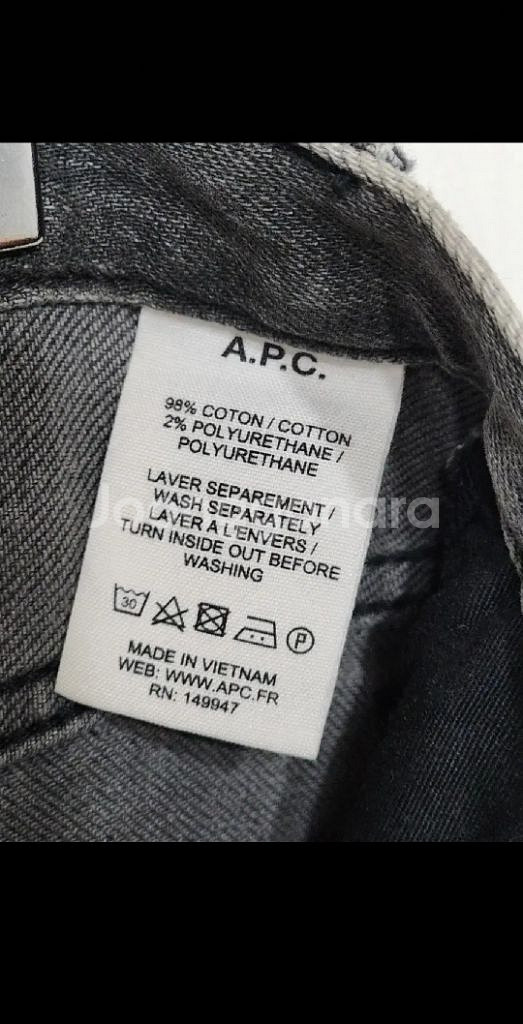 A.P.C.
98% COTON / COTTON
2% POLYURETHANE /
POLYURETHANE
LAVER SEPAREMENT /
WASH SEPARATELY
LAVER A L'ENVERS /
TURN INSIDE OUT BEFORE
WASHING
30 P
MADE IN VIETNAM
WEB: WWW.APC.FR
RN: 149947